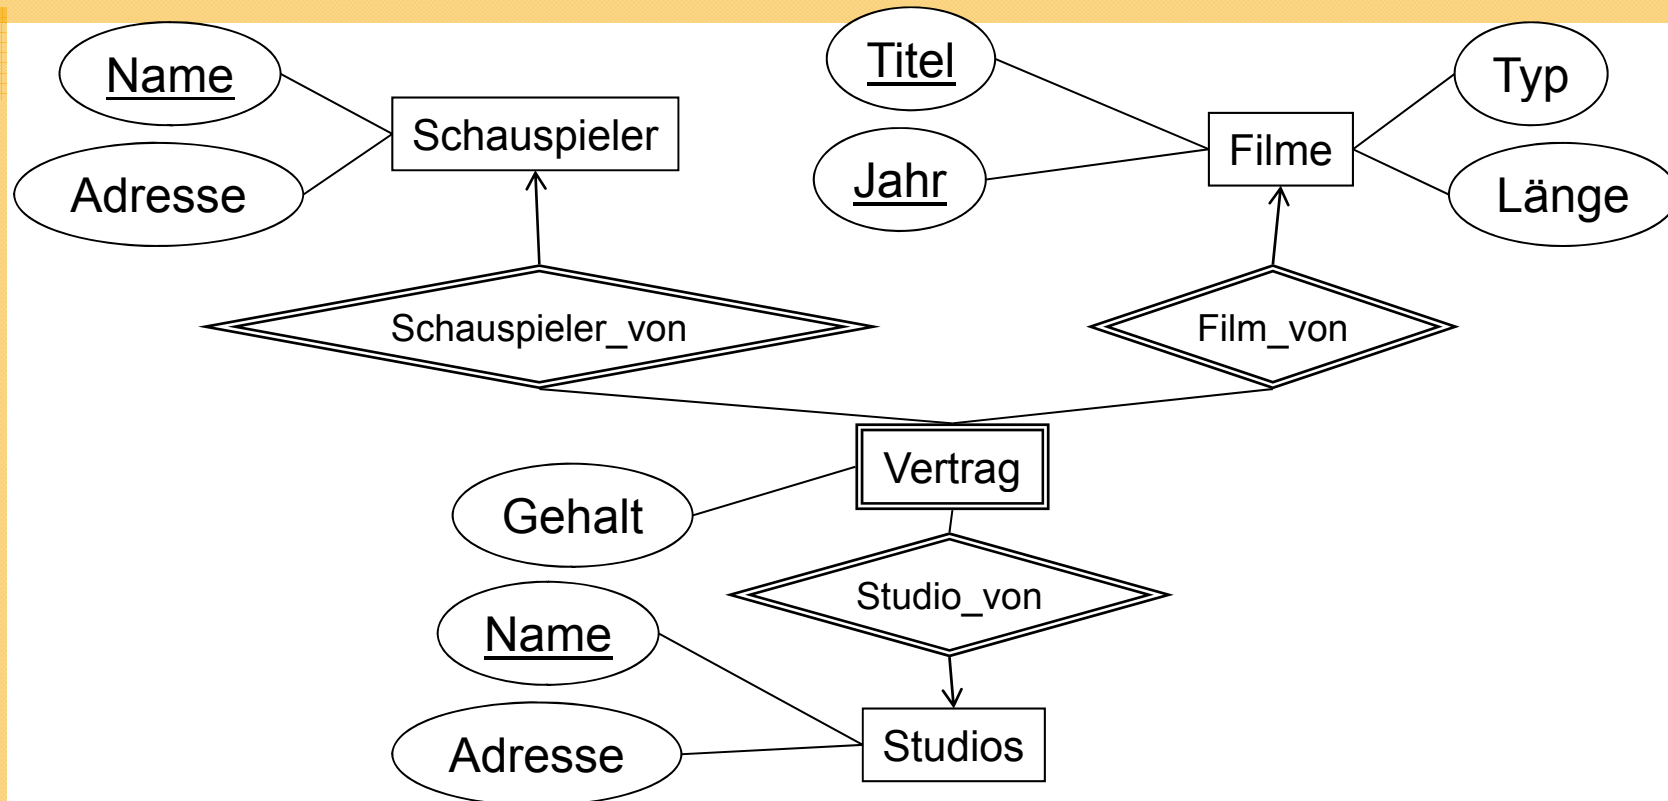 Name
Titel
Typ
Schauspieler
Filme
Jahr
Adresse
Länge
Schauspieler_von
Film_von
Vertrag
Gehalt
Studio_von
Name
Studios
Adresse